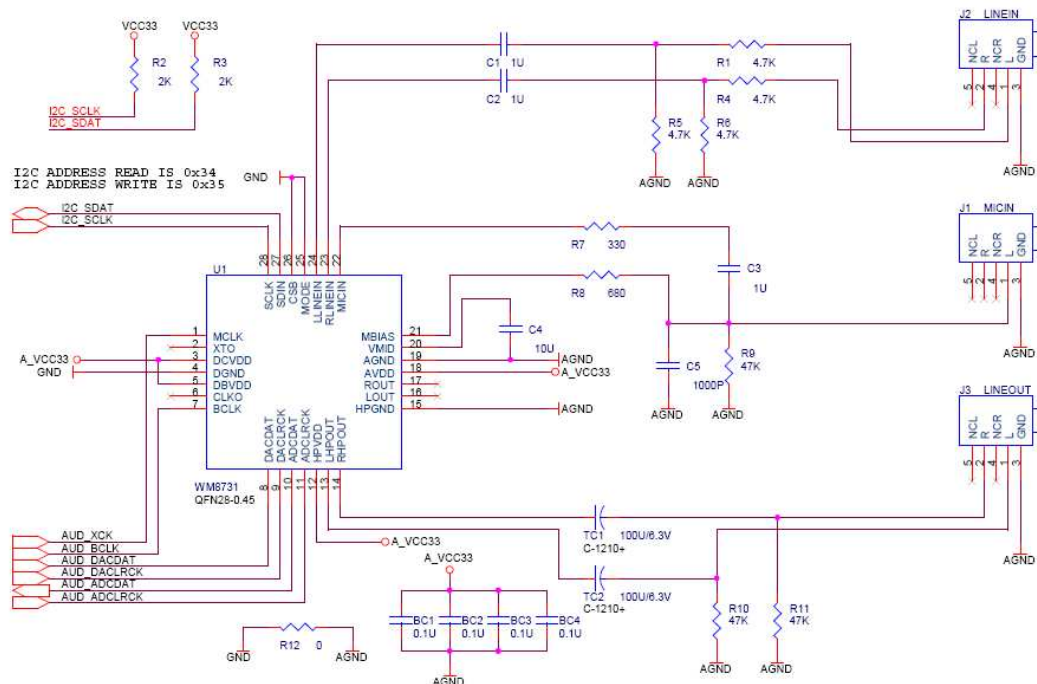 VCC33 VCC33
R2
2K
R3
2K
I2C_SCLK
I2C_SDAT
I2C ADDRESS READ IS 0x34
I2C ADDRESS WRITE IS 0x35
I2C_SDAT
I2C_SCLK
GND
C1 1U
C2 1U
R1 4.7K
R4 4.7K
R5
4.7K
R6
4.7K
AGND AGND
J2 LINEIN
NCL R NCR L GND
5 2 4 1 3
AGND
J1 MICIN
NCL R NCR L GND
5 2 4 1 3
AGND
R7 330
R8 680
C3
1U
C4
10U
C5
1000P
R9
47K
AGND AGND
U1
28 27 26 25 24 23 22
SCLK SDIN CSB MODE LLINEIN RLINEIN MICIN
1 MCLK
2 XTO
3 DCVDD
4 DGND
5 DBVDD
6 CLKO
7 BCLK
A_VCC33
GND
MBIAS 21
VMID 20
AGND 19
AVDD 18
ROUT 17
LOUT 16
HPGND 15
AGND
A_VCC33
AGND
DACDAT DACLRCK ADCDAT ADCLRCK HPVDD LHPOUT RHPOUT
8 9 10 11 12 13 14
WM8731
QFN28-0.45
J3 LINEOUT
NCL R NCR L GND
5 2 4 1 3
AGND
AUD_XCK
AUD_BCLK
AUD_DACDAT
AUD_DACLRCK
AUD_ADCDAT
AUD_ADCLRCK
A_VCC33
TC1 100U/6.3V
C-1210+
TC2 100U/6.3V
C-1210+
R10
47K
R11
47K
AGND AGND
A_VCC33
BC1
0.1U
BC2
0.1U
BC3
0.1U
BC4
0.1U
AGND
R12 0
GND AGND